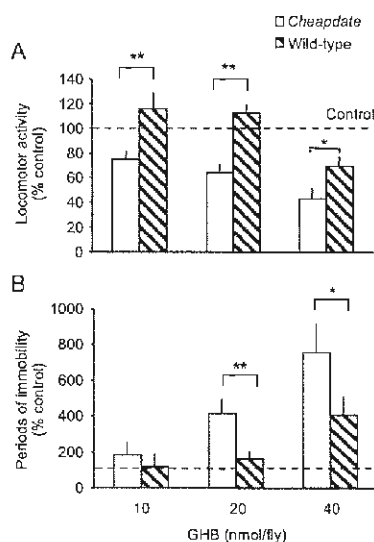 Cheapdate
Wild-type
A
** ** *
Control
Locomotor activity
(% control)
140
120
100
80
60
40
20
0
B
** *
Periods of immobility
(% control)
1000
800
600
400
200
0
10 20 40
GHB (nmol/fly)